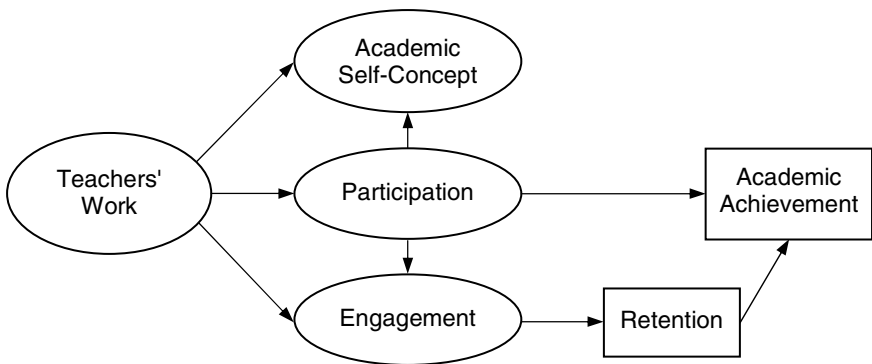 Academic
Self-Concept
Teachers'
Work
Participation
Academic
Achievement
Engagement
Retention